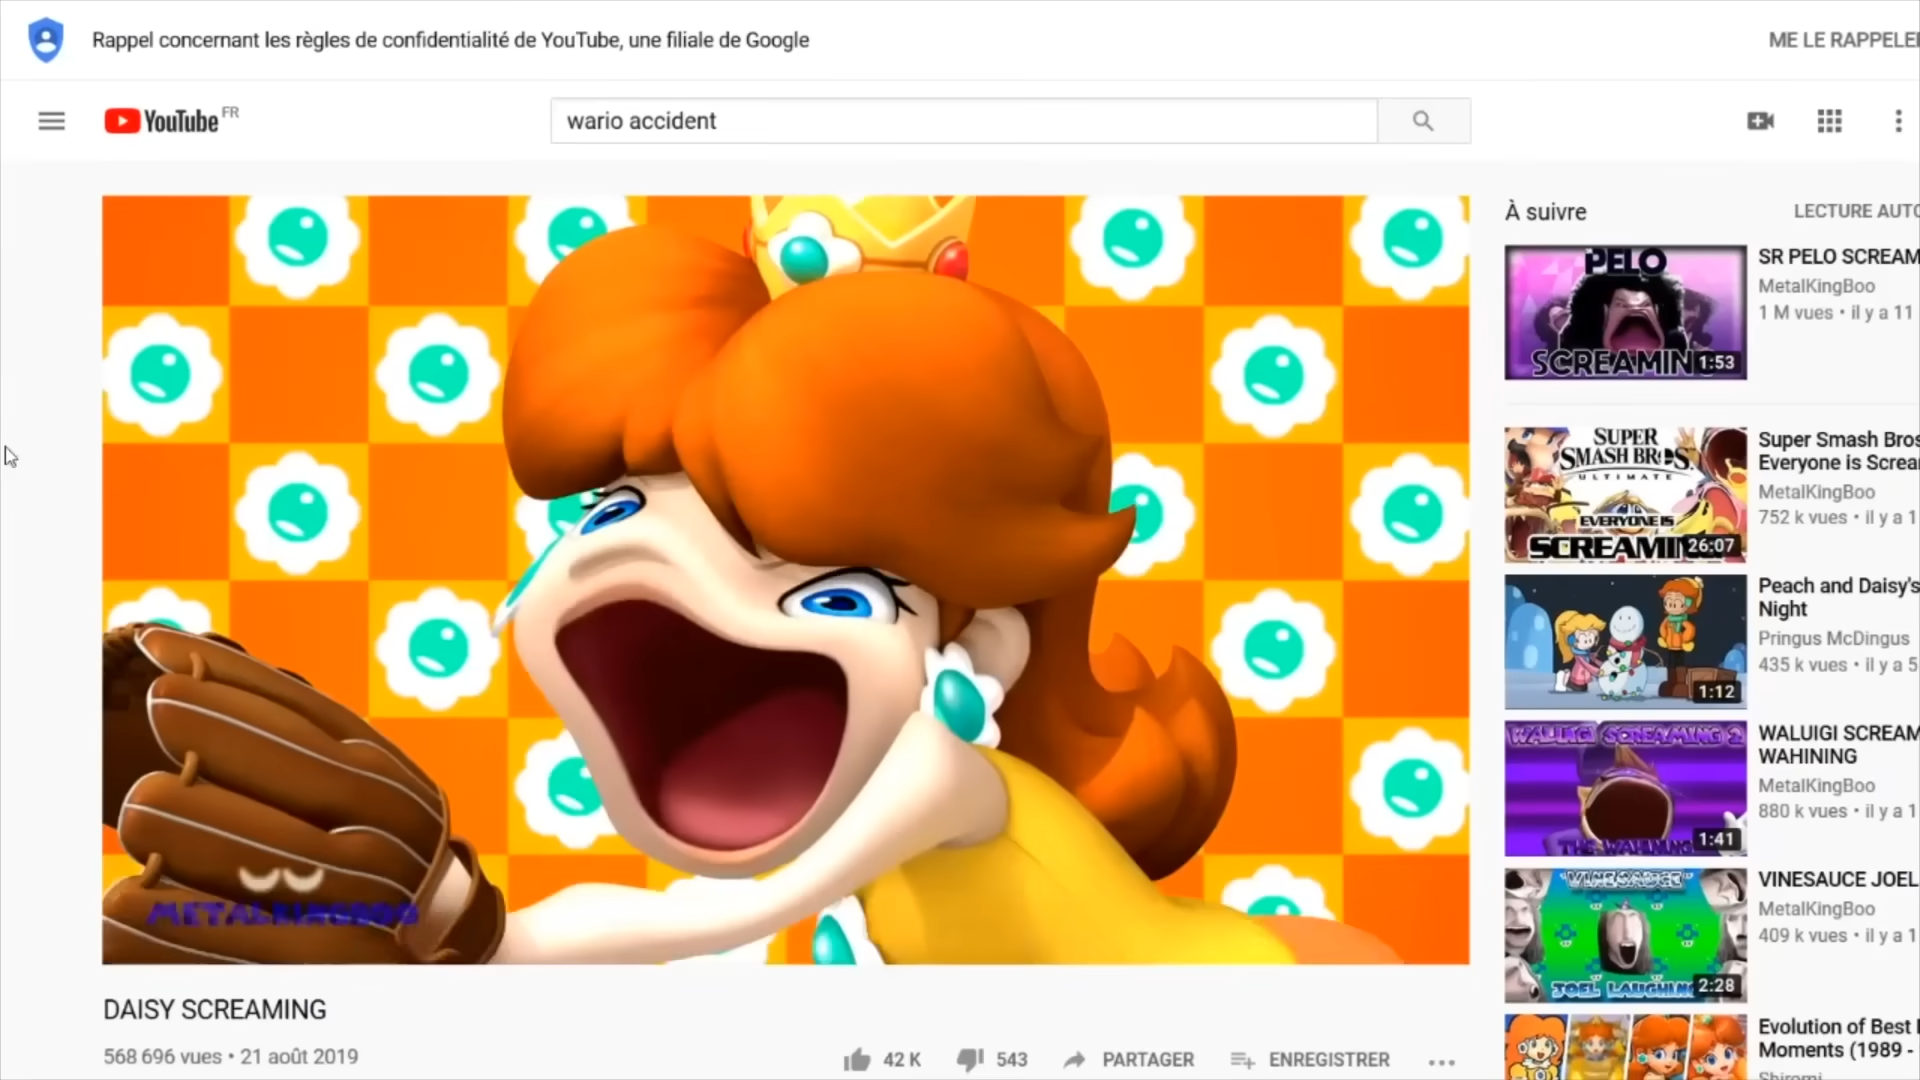 Rappel concernant les règles de confidentialité de YouTube, une filiale de Google
ME LE RAPPELE
YouTube FR
wario accident
À suivre
LECTURE AUTO
PELO
SCREAMIN
1:53
SR PELO SCREAM
MetalKingBoo
1 M vues • il y a 11
SUPER
SMASH BROS.
ULTIMATE
EVERYONE IS
SCREAMIN
26:07
Super Smash Bros
Everyone is Screa
MetalKingBoo
752 k vues • il y a 1
1:12
Peach and Daisy's
Night
Pringus McDingus
435 k vues • il y a 5
WALUIGI SCREAMING 2
THE WAHINING
1:41
WALUIGI SCREAM
WAHINING
MetalKingBoo
880 k vues • il y a 1
"VINESAUCE"
JOEL LAUGHING
2:28
VINESAUCE JOEL
MetalKingBoo
409 k vues • il y a 1
Evolution of Best
Moments (1989 -
Shiromi
METALKINGBOO
DAISY SCREAMING
568 696 vues • 21 août 2019
42 K
543
PARTAGER
ENREGISTRER